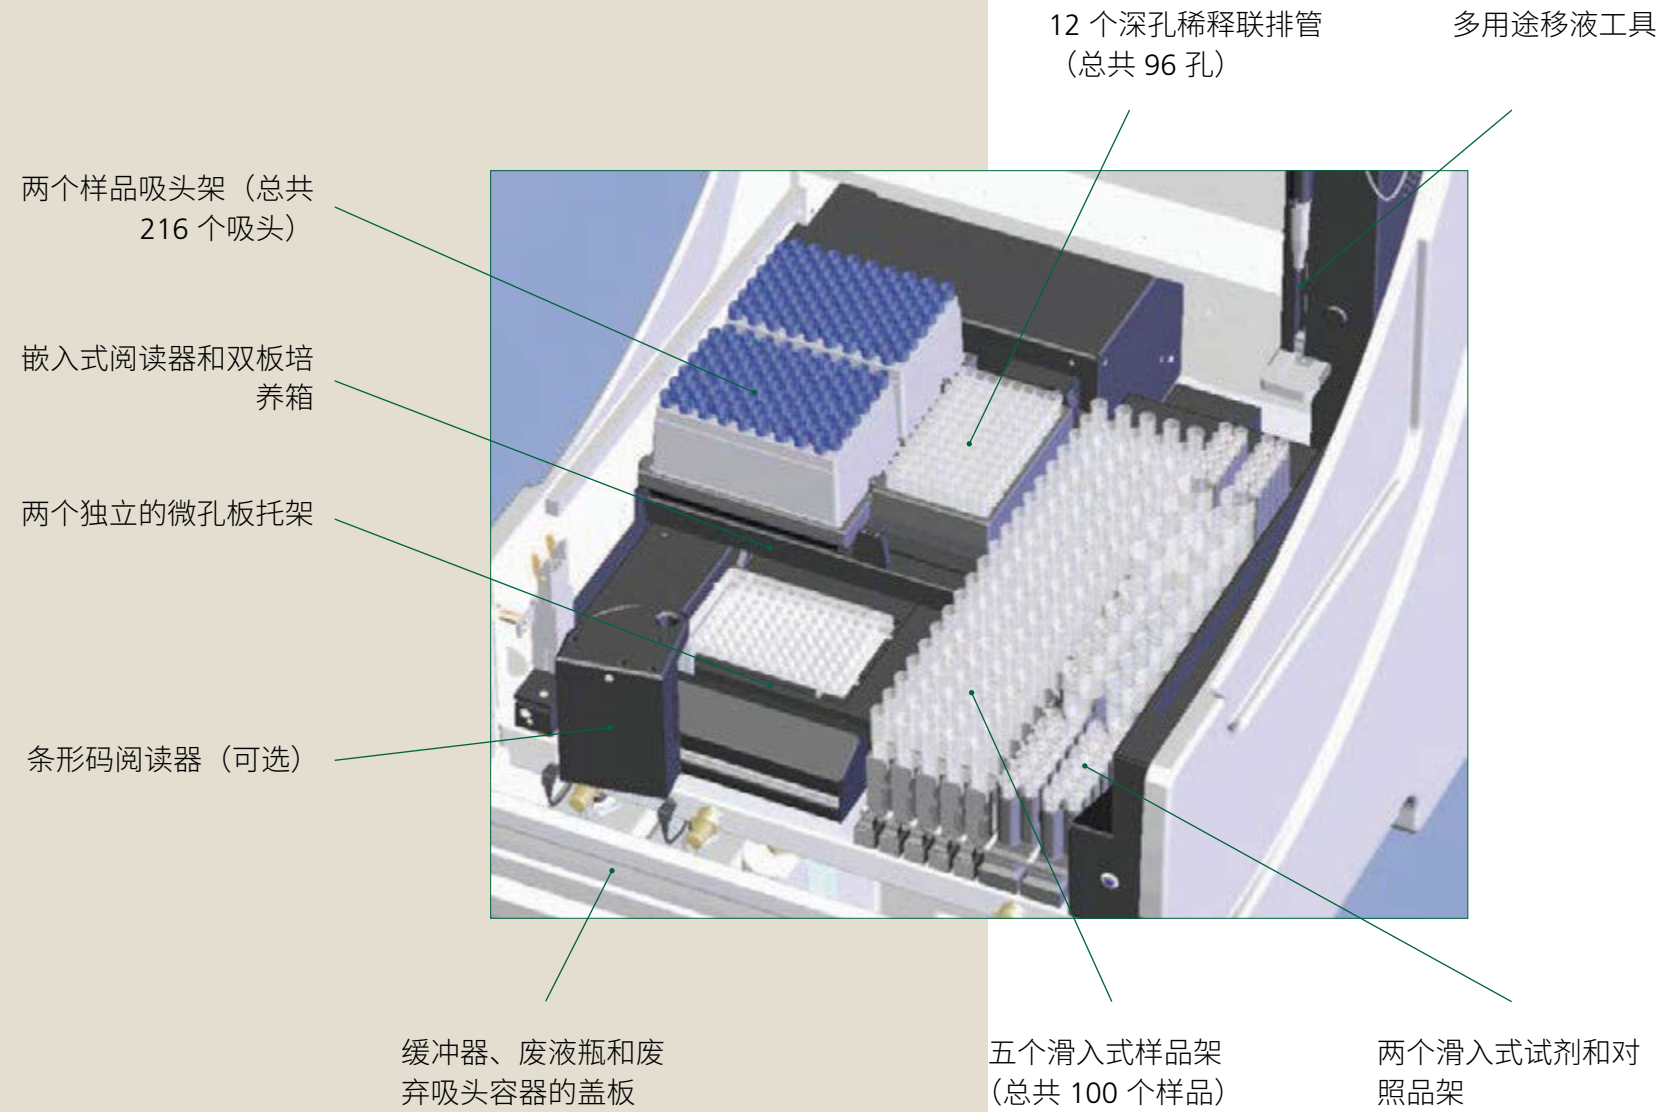 12 个深孔稀释联排管
（总共 96 孔）
多用途移液工具
两个样品吸头架（总共
216 个吸头）
嵌入式阅读器和双板培
养箱
两个独立的微孔板托架
条形码阅读器（可选）
缓冲器、废液瓶和废
弃吸头容器的盖板
五个滑入式样品架
（总共 100 个样品）
两个滑入式试剂和对
照品架